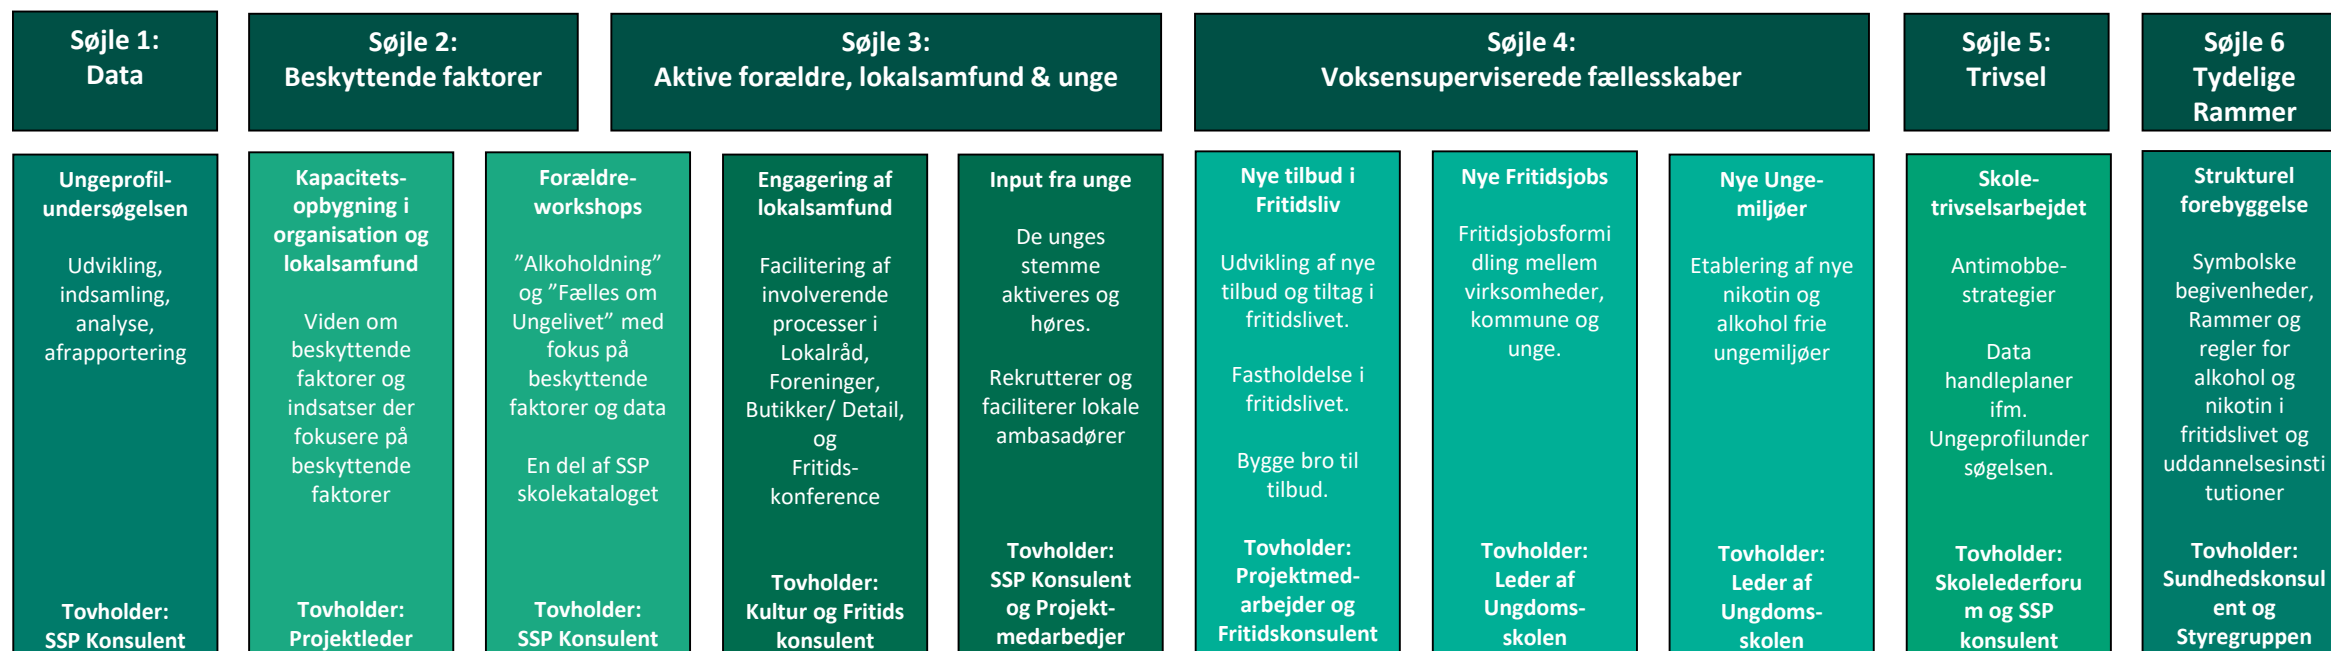 Søjle 1:
Data
Søjle 2:
Beskyttende faktorer
Søjle 3:
Aktive forældre, lokalsamfund & unge
Søjle 4:
Voksensuperviserede fællesskaber
Søjle 5:
Trivsel
Søjle 6
Tydelige
Rammer
Ungeprofil-
undersøgelsen
Udvikling,
indsamling,
analyse,
afrapportering
Tovholder:
SSP Konsulent
Kapacitets-
opbygning i
organisation og
lokalsamfund
Viden om
beskyttende
faktorer og
indsatser der
fokusere på
beskyttende
faktorer
Tovholder:
Projektleder
Forældre-
workshops
”Alkoholdning”
og ”Fælles om
Ungelivet” med
fokus på
beskyttende
faktorer og data
En del af SSP
skolekataloget
Tovholder:
SSP Konsulent
Engagering af
lokalsamfund
Facilitering af
involverende
processer i
Lokalråd,
Foreninger,
Butikker/ Detail,
og
Fritids-
konference
Tovholder:
Kultur og Fritids
konsulent
Input fra unge
De unges
stemme
aktiveres og
høres.
Rekrutterer og
faciliterer lokale
ambasadører
Tovholder:
SSP Konsulent
og Projekt-
medarbedjer
Nye tilbud i
Fritidsliv
Udvikling af nye
tilbud og tiltag i
fritidslivet.
Fastholdelse i
fritidslivet.
Bygge bro til
tilbud.
Tovholder:
Projektmed-
arbejder og
Fritidskonsulent
Nye Fritidsjobs
Fritidsjobsformi
dling mellem
virksomheder,
kommune og
unge.
Tovholder:
Leder af
Ungdoms-
skolen
Nye Unge-
miljøer
Etablering af nye
nikotin og
alkohol frie
ungemiljøer
Tovholder:
Leder af
Ungdoms-
skolen
Skole-
trivselsarbejdet
Antimobbe-
strategier
Data
handleplaner
ifm.
Ungeprofilunder
søgelsen.
Tovholder:
Skolelederforu
m og SSP
konsulent
Strukturel
forebyggelse
Symbolske
begivenheder,
Rammer og
regler for
alkohol og
nikotin i
fritidslivet og
uddannelsesinsti
tutioner
Tovholder:
Sundhedskonsul
ent og
Styregruppen